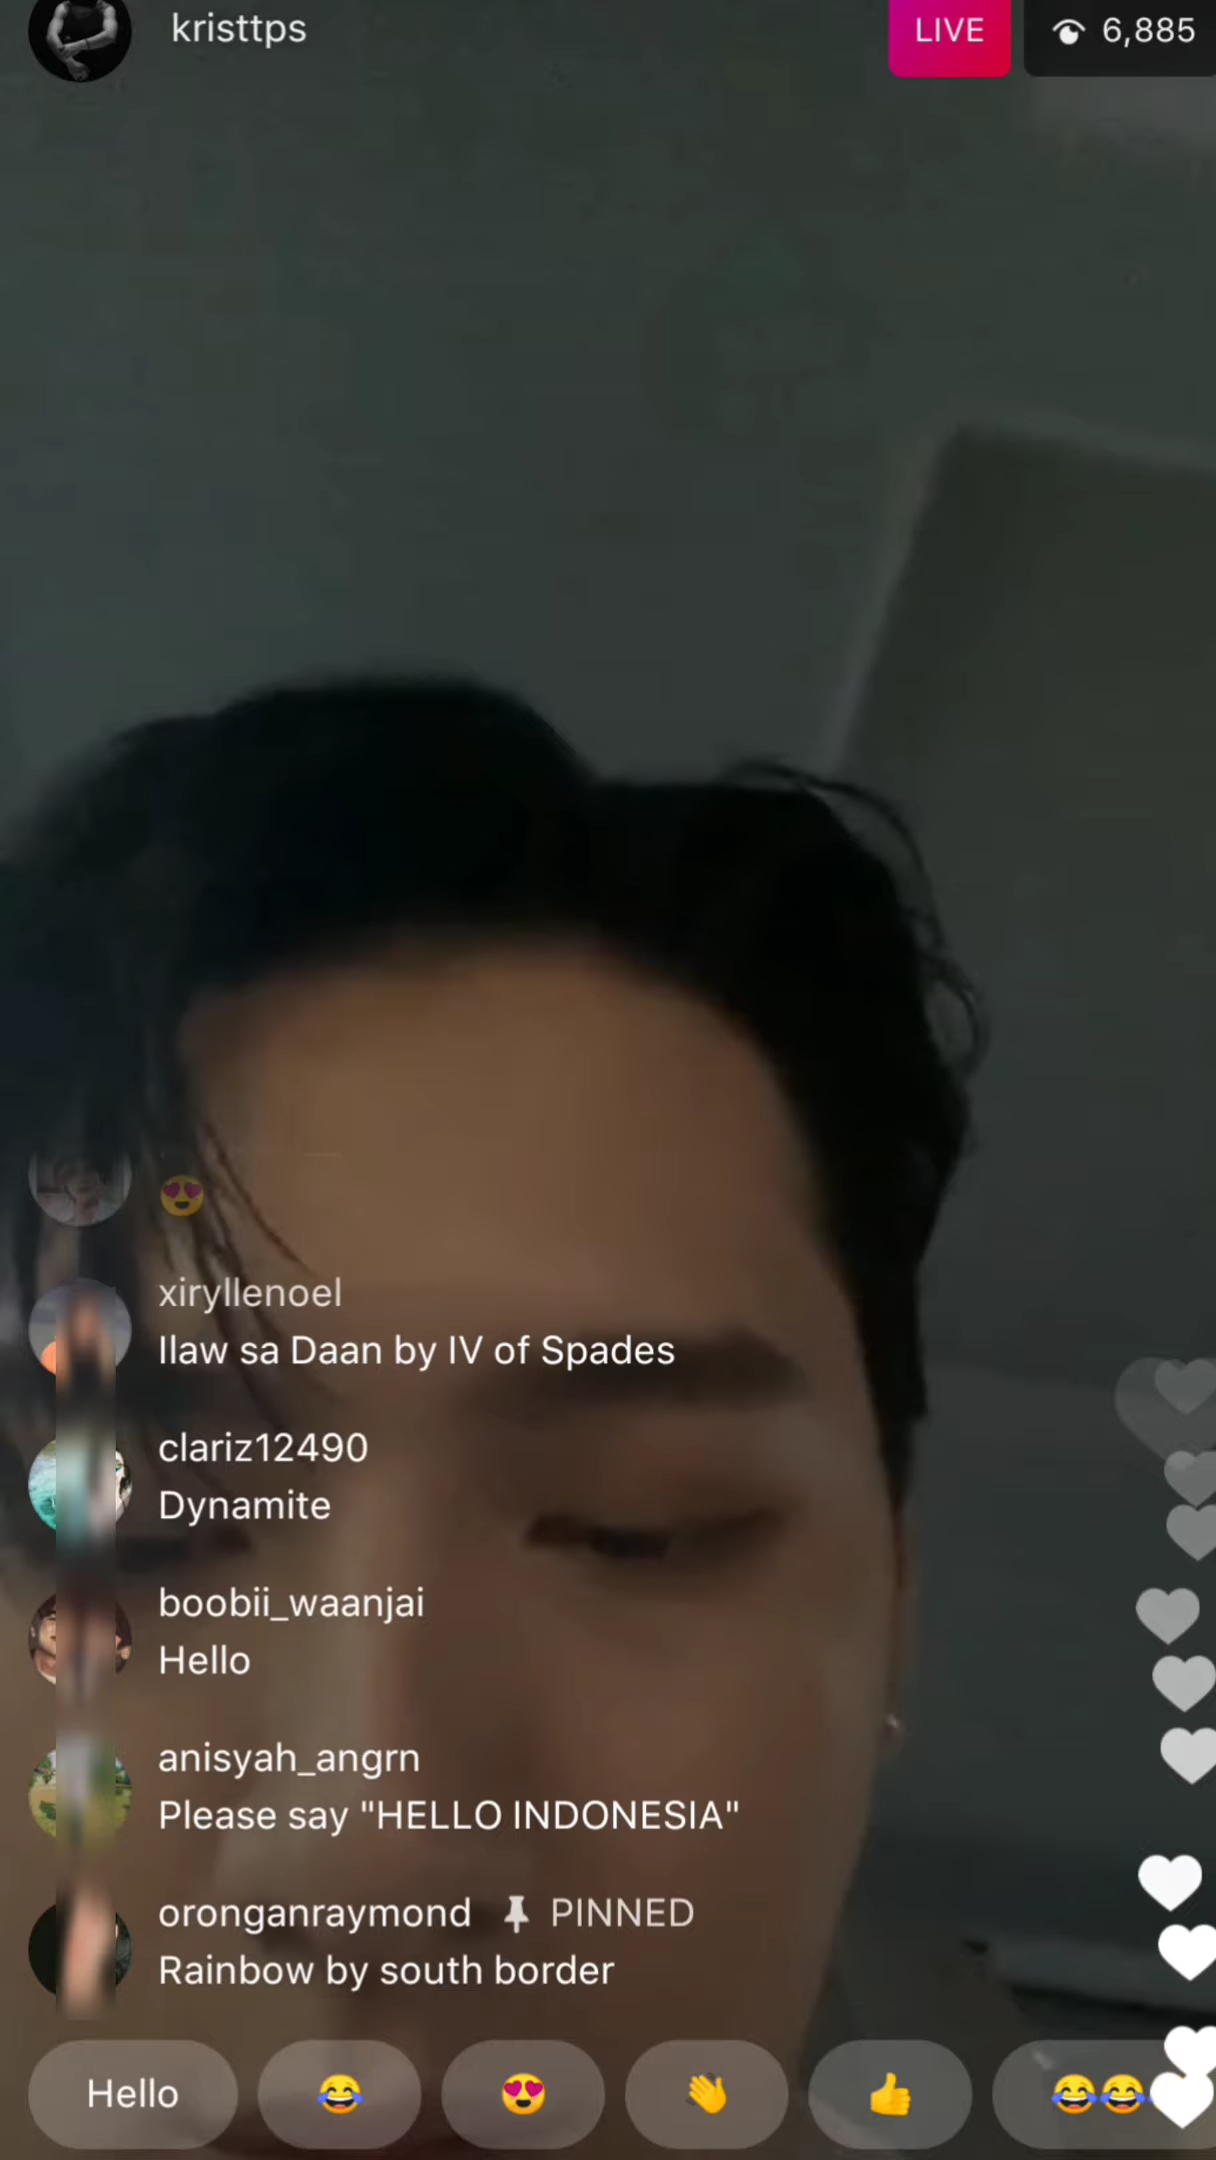 kristtps
LIVE
6,885
xiryllenoel
Ilaw sa Daan by IV of Spades
clariz12490
Dynamite
boobii_waanjai
Hello
anisyah_angrn
Please say "HELLO INDONESIA"
oronganraymond PINNED
Rainbow by south border
Hello